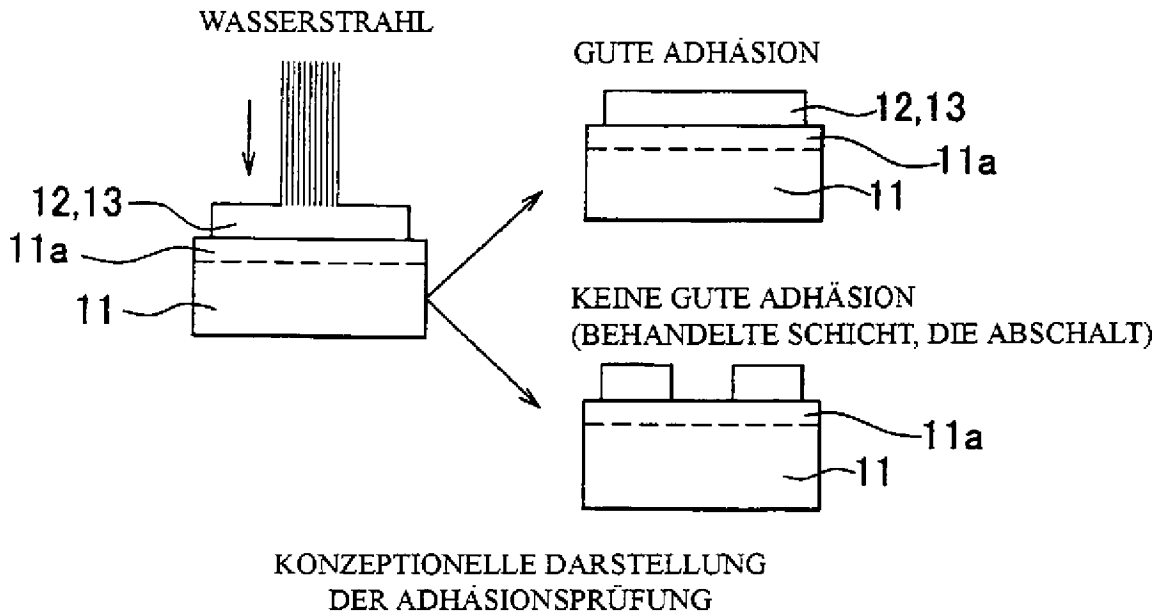 WASSERSTRAHL
12,13
11a
11
GUTE ADHÄSION
12,13
11a
11
KEINE GUTE ADHÄSION
(BEHANDELTE SCHICHT, DIE ABSCHALT)
11a
11
KONZEPTIONELLE DARSTELLUNG
DER ADHÄSIONSPRÜFUNG